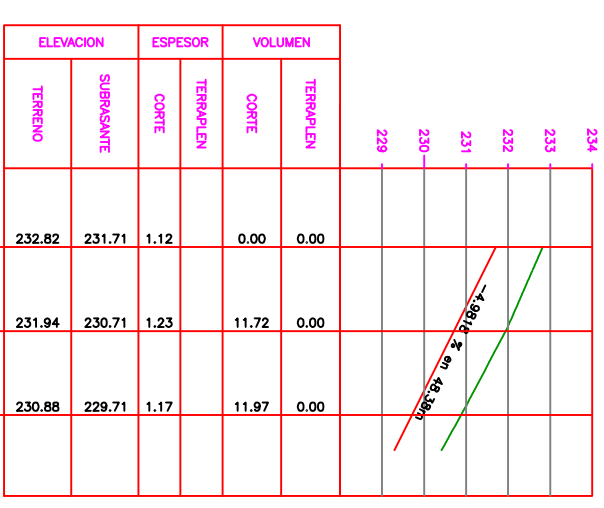 ELEVACION ESPESOR VOLUMEN
TERRENO SUBRASANTE CORTE TERRAPLEN CORTE TERRAPLEN
229 230 231 232 233 234
232.82 231.71 1.12 0.00 0.00
231.94 230.71 1.23 11.72 0.00
230.88 229.71 1.17 11.97 0.00
-4.9818 % en 48.38m